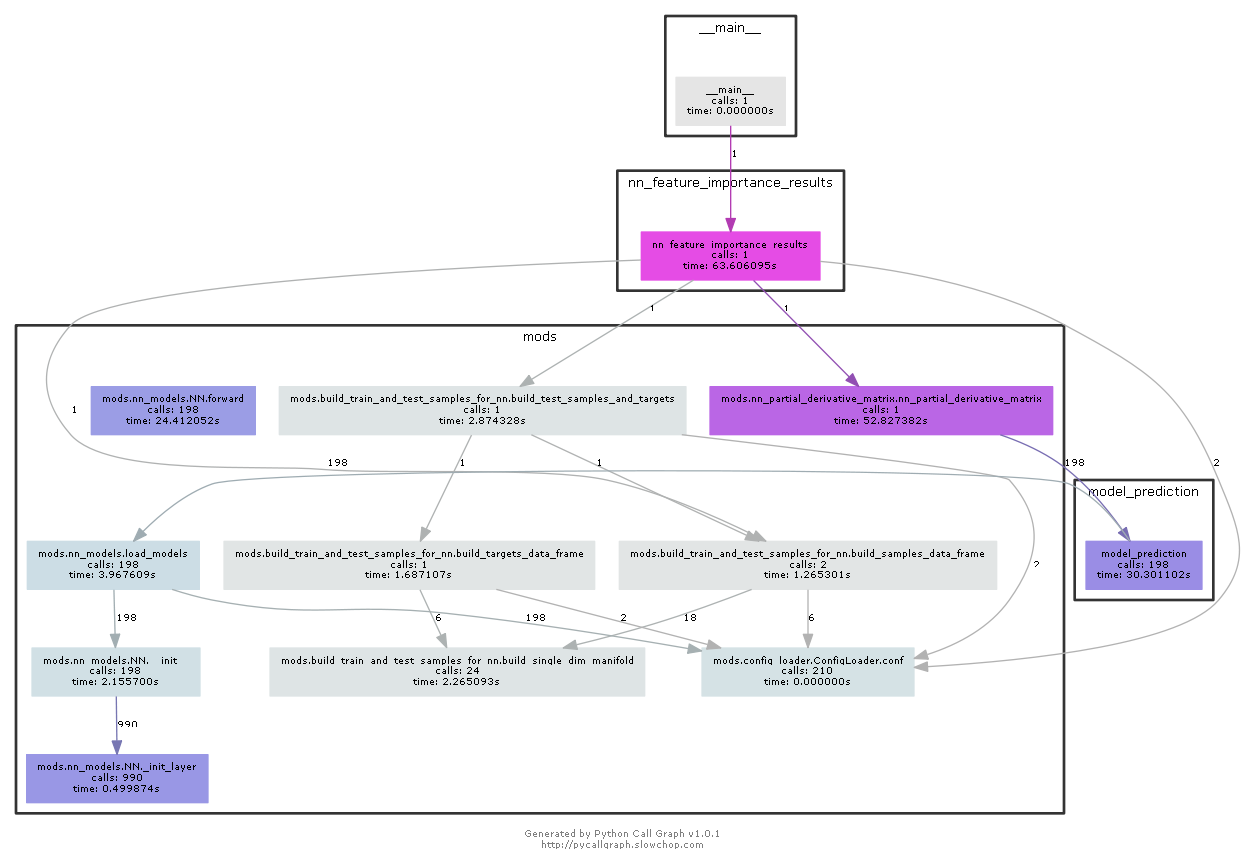 __main__
__main__
calls: 1
time: 0.000000s
1
nn_feature_importance_results
nn_feature_importance_results
calls: 1
time: 63.606095s
1
1
mods
mods.nn_models.NN.forward
calls: 198
time: 24.412052s
mods.build_train_and_test_samples_for_nn.build_test_samples_and_targets
calls: 1
time: 2.874328s
mods.nn_partial_derivative_matrix.nn_partial_derivative_matrix
calls: 1
time: 52.827382s
1
198
1
1
198
2
model_prediction
mods.nn_models.load_models
calls: 198
time: 3.967609s
mods.build_train_and_test_samples_for_nn.build_targets_data_frame
calls: 1
time: 1.687107s
mods.build_train_and_test_samples_for_nn.build_samples_data_frame
calls: 2
time: 1.265301s
2
model_prediction
calls: 198
time: 30.301102s
198
6
198
2
18
6
mods.nn_models.NN.__init__
calls: 198
time: 2.155700s
mods.build_train_and_test_samples_for_nn.build_single_dim_manifold
calls: 24
time: 2.265093s
mods.config_loader.ConfigLoader.conf
calls: 210
time: 0.000000s
990
mods.nn_models.NN._init_layer
calls: 990
time: 0.499874s
Generated by Python Call Graph v1.0.1
http://pycallgraph.slowchop.com